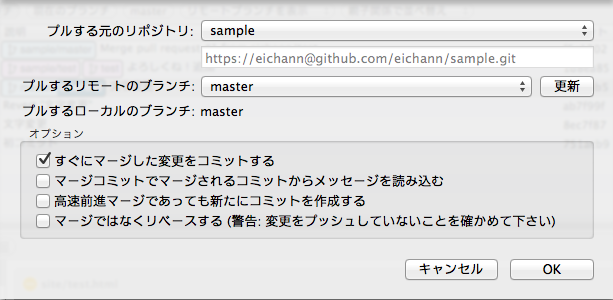 プルする元のリポジトリ: sample
https://eichann@github.com/eichann/sample.git
プルするリモートのブランチ: master 更新
プルするローカルのブランチ: master
オプション
すぐにマージした変更をコミットする
マージコミットでマージされるコミットからメッセージを読み込む
高速前進マージであっても新たにコミットを作成する
マージではなくリベースする (警告: 変更をプッシュしていないことを確かめて下さい)
キャンセル OK